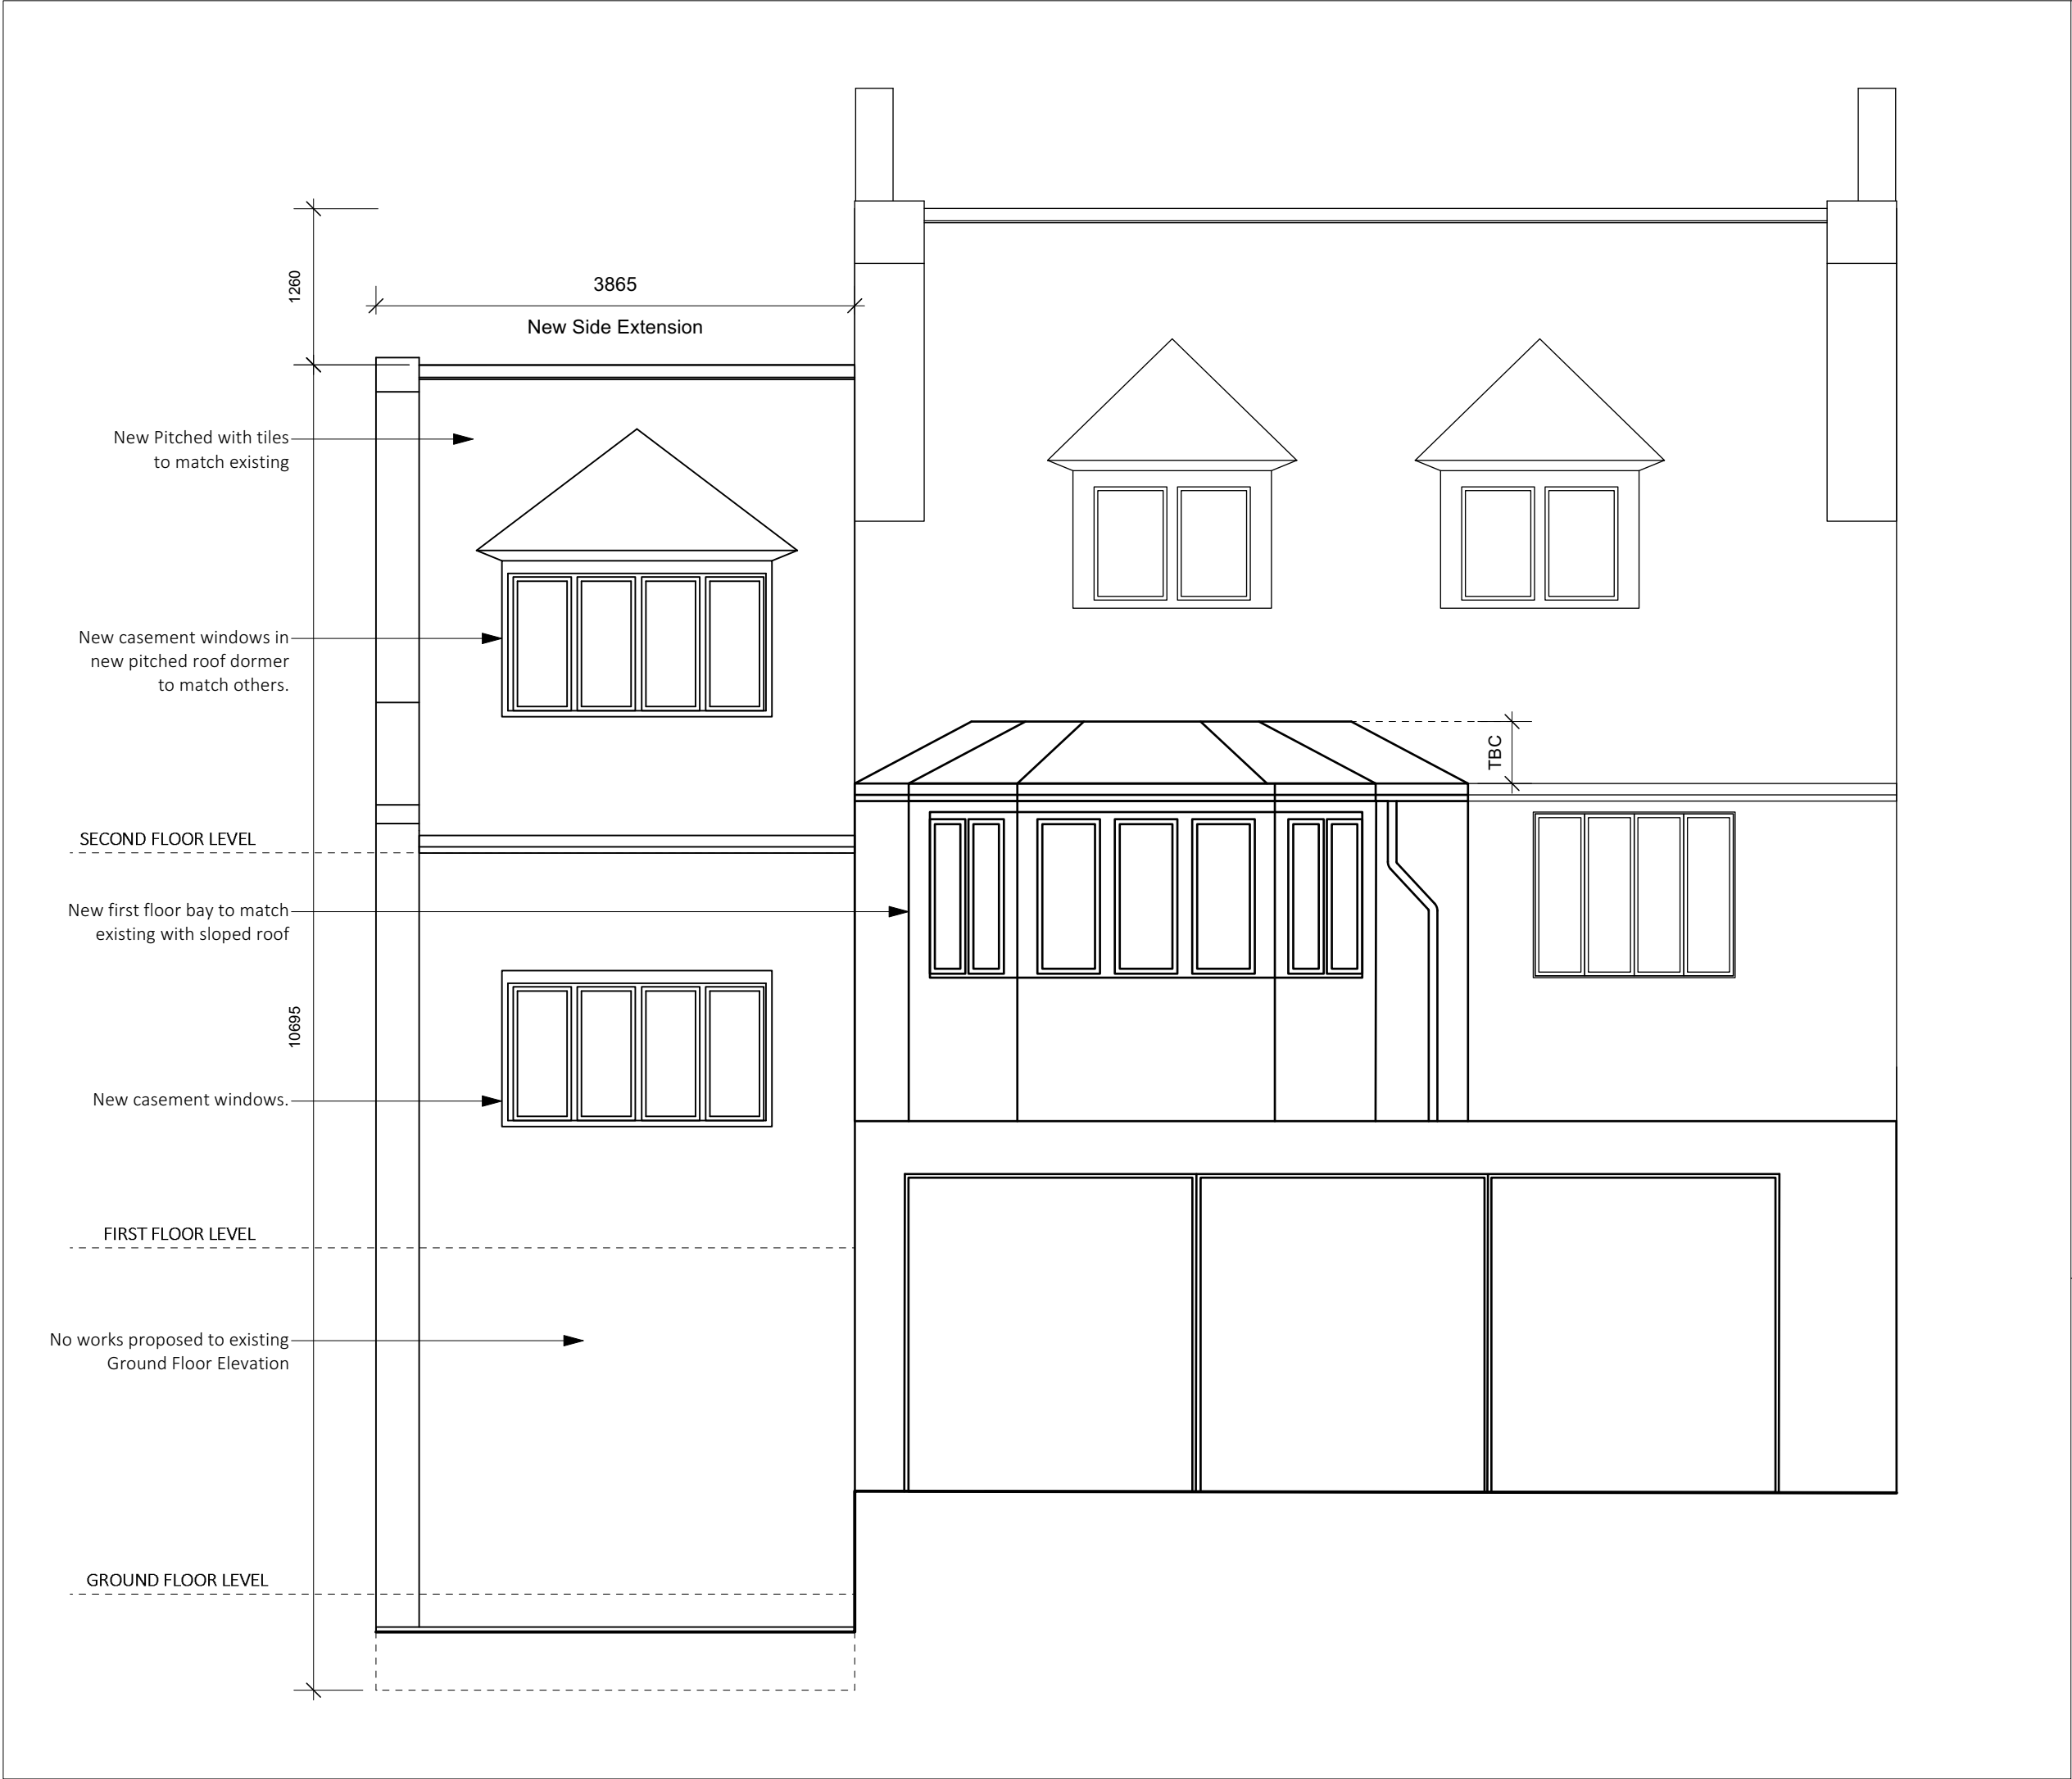 1260
3865
New Side Extension
New Pitched with tiles
to match existing
New casement windows in
new pitched roof dormer
to match others.
TBC
SECOND FLOOR LEVEL
New first floor bay to match
existing with sloped roof
10695
New casement windows.
FIRST FLOOR LEVEL
No works proposed to existing
Ground Floor Elevation
GROUND FLOOR LEVEL